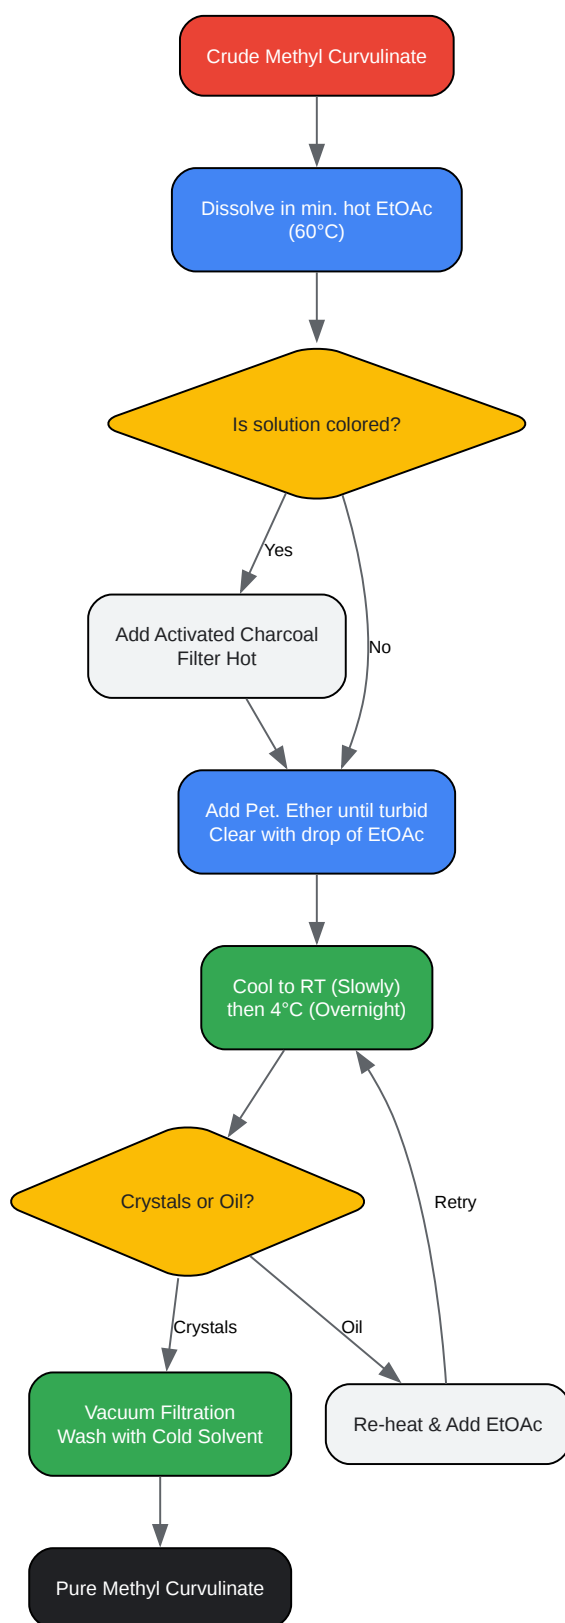 Crude Methyl Curvulinate
Dissolve in min. hot EtOAc
(60°C)
Is solution colored?
Yes
Add Activated Charcoal
Filter Hot
No
Add Pet. Ether until turbid
Clear with drop of EtOAc
Cool to RT (Slowly)
then 4°C (Overnight)
Crystals or Oil?
Retry
Crystals
Oil
Vacuum Filtration
Wash with Cold Solvent
Re-heat & Add EtOAc
Pure Methyl Curvulinate